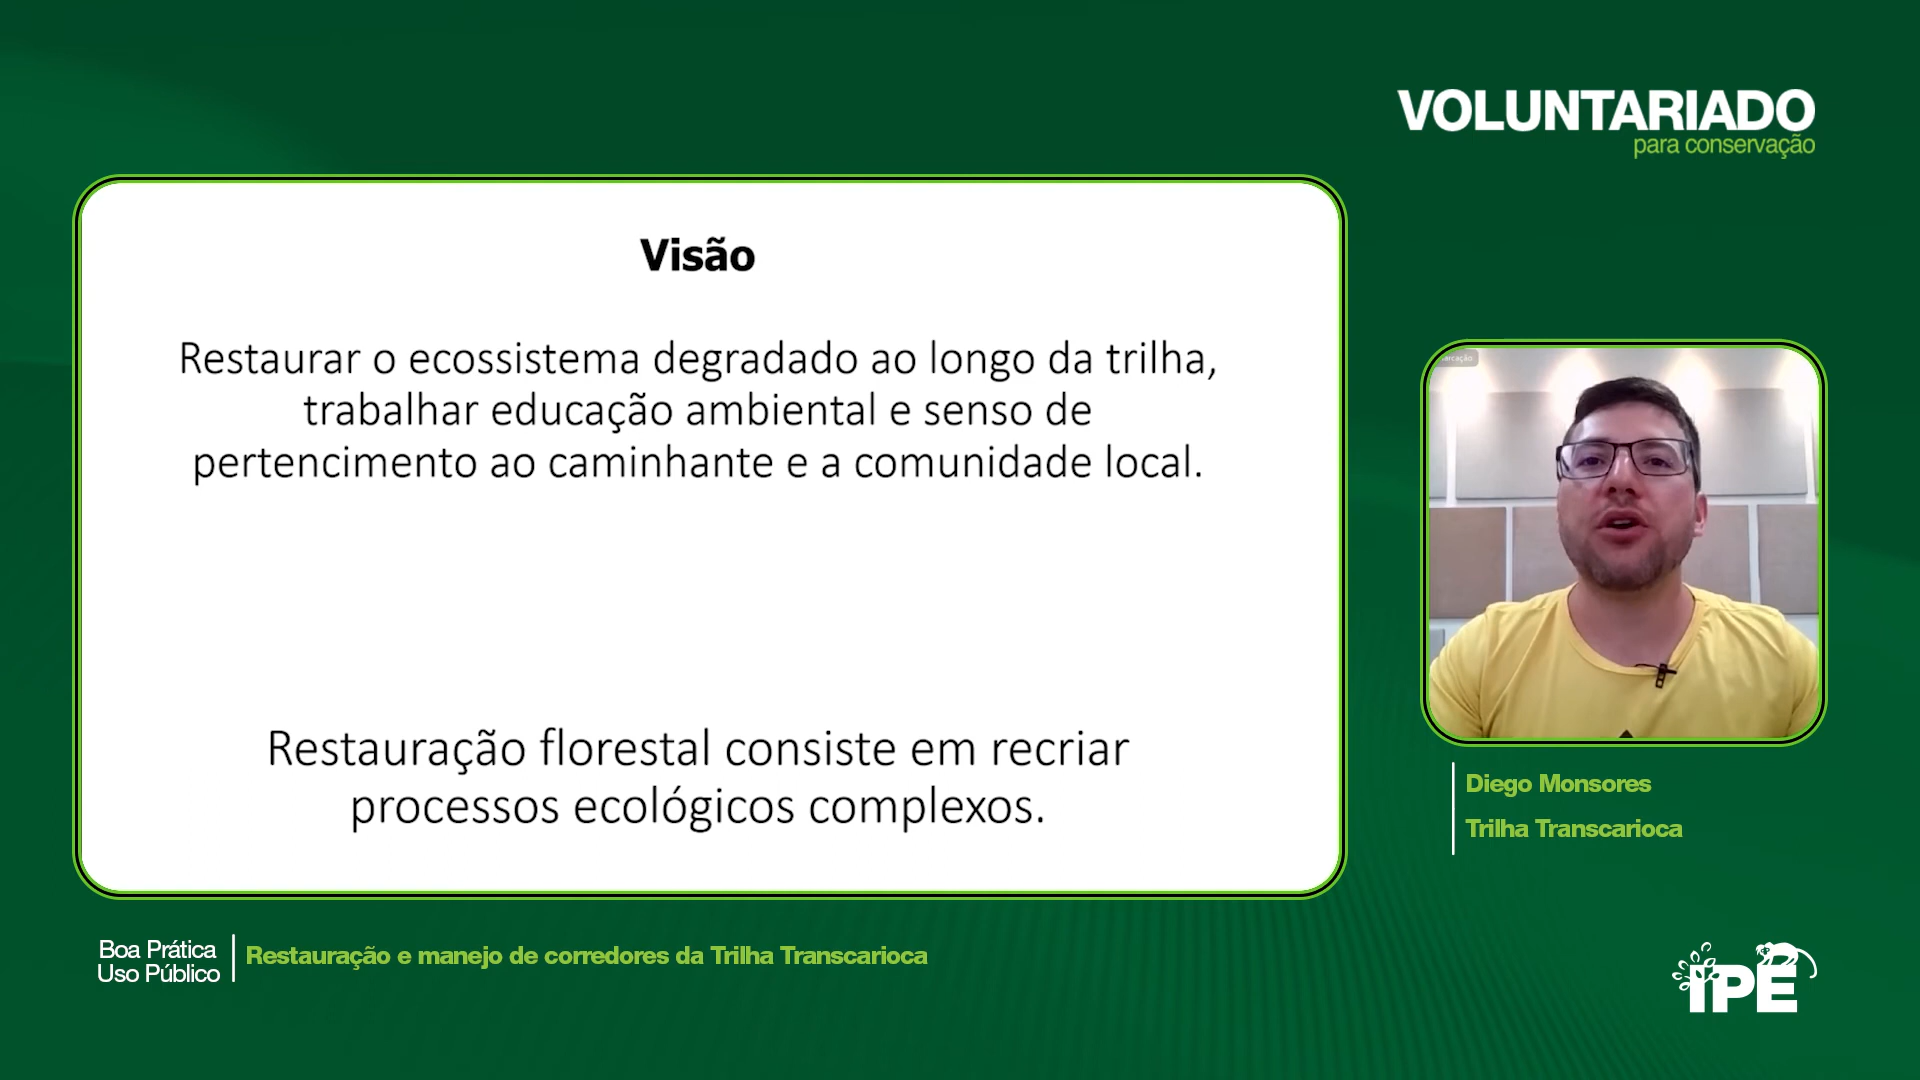 VOLUNTARIADO
para conservação
Visão
Restaurar o ecossistema degradado ao longo da trilha,
trabalhar educação ambiental e senso de
pertencimento ao caminhante e a comunidade local.
Restauração florestal consiste em recriar
processos ecológicos complexos.
Diego Monsores
Trilha Transcarioca
Boa Prática
Uso Público
Restauração e manejo de corredores da Trilha Transcarioca
IPÊ